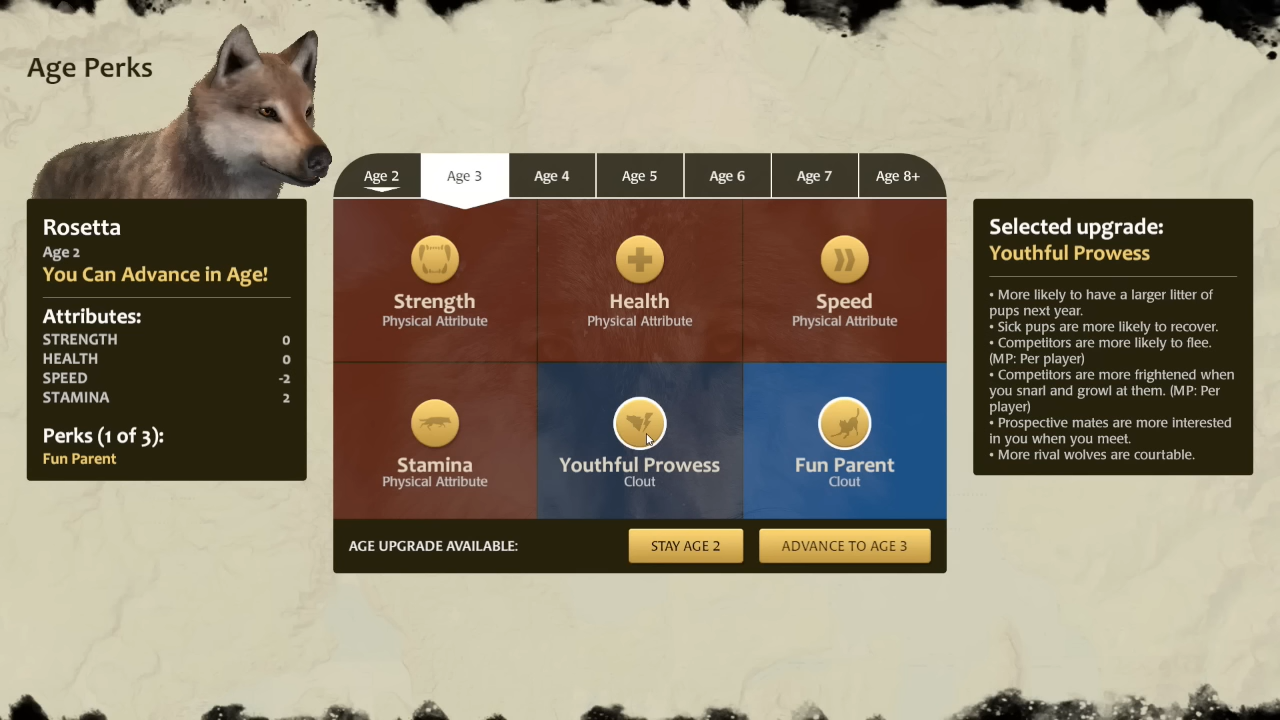 Age Perks
Rosetta
Age 2
You Can Advance in Age!
Attributes:
STRENGTH 0
HEALTH 0
SPEED -2
STAMINA 2
Perks (1 of 3):
Fun Parent
Age 2 Age 3 Age 4 Age 5 Age 6 Age 7 Age 8+
Strength
Physical Attribute
Health
Physical Attribute
Speed
Physical Attribute
Stamina
Physical Attribute
Youthful Prowess
Clout
Fun Parent
Clout
AGE UPGRADE AVAILABLE: STAY AGE 2 ADVANCE TO AGE 3
Selected upgrade:
Youthful Prowess
• More likely to have a larger litter of
pups next year.
• Sick pups are more likely to recover.
• Competitors are more likely to flee.
(MP: Per player)
• Competitors are more frightened when
you snarl and growl at them. (MP: Per
player)
• Prospective mates are more interested
in you when you meet.
• More rival wolves are courtable.